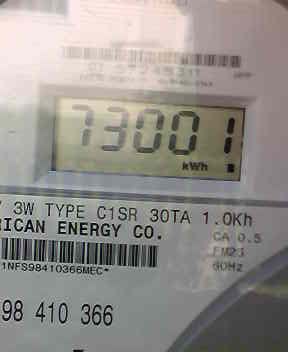 73001
kWh
3W TYPE C1SR 30TA 1.0Kh
RICAN ENERGY CO.
CA 0.5
FM2S
60Hz
1NFS98410366MEC*
98 410 366